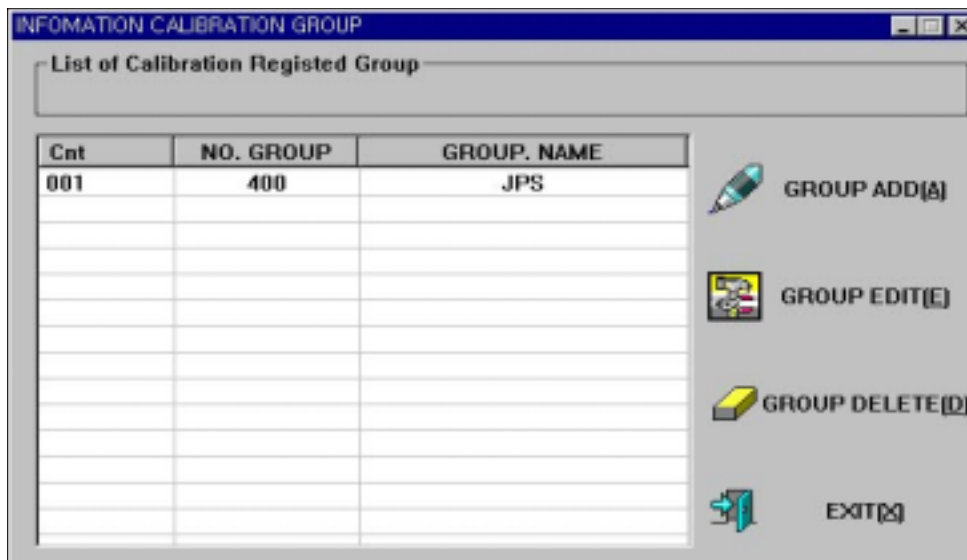 INFOMATION CALIBRATION GROUP
List of Calibration Registed Group
Cnt NO. GROUP GROUP. NAME
001 400 JPS
GROUP ADD(A)
GROUP EDIT(E)
GROUP DELETE(D)
EXIT(X)